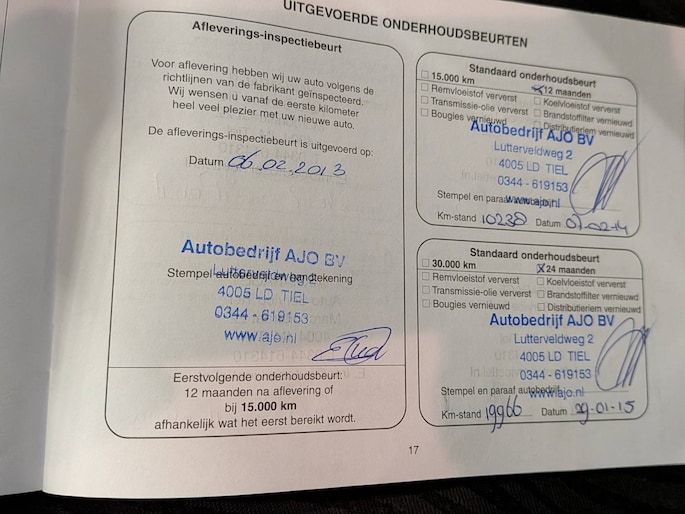 UITGEVOERDE ONDERHOUDSBEURTEN
Afleverings-inspectiebeurt
Voor aflevering hebben wij uw auto volgens de
richtlijnen van de fabrikant geïnspecteerd.
Wij wensen u vanaf de eerste kilometer
heel veel plezier met uw nieuwe auto.
De afleverings-inspectiebeurt is uitgevoerd op:
Datum 06.02.2013
Autobedrijf AJO BV
Lutterveldweg 2
Stempel autobedrijf en handtekening
4005 LD TIEL
0344 - 619153
www.ajo.nl
Eerstvolgende onderhoudsbeurt:
12 maanden na aflevering of
bij 15.000 km
afhankelijk wat het eerst bereikt wordt.
Standaard onderhoudsbeurt
15.000 km 12 maanden
Remvloeistof ververst Koelvloeistof ververst
Transmissie-olie ververst Brandstoffilter vernieuwd
Bougies vernieuwd Distributieriem vernieuwd
Autobedrijf AJO BV
Lutterveldweg 2
4005 LD TIEL
0344 - 619153
Stempel en paraaf autobedrijf
www.ajo.nl
Km-stand 10238 Datum 07-02-14
Standaard onderhoudsbeurt
30.000 km 24 maanden
Remvloeistof ververst Koelvloeistof ververst
Transmissie-olie ververst Brandstoffilter vernieuwd
Bougies vernieuwd Distributieriem vernieuwd
Autobedrijf AJO BV
Lutterveldweg 2
4005 LD TIEL
0344 - 619153
Stempel en paraaf autobedrijf
www.ajo.nl
Km-stand 19966 Datum 29-01-15
17